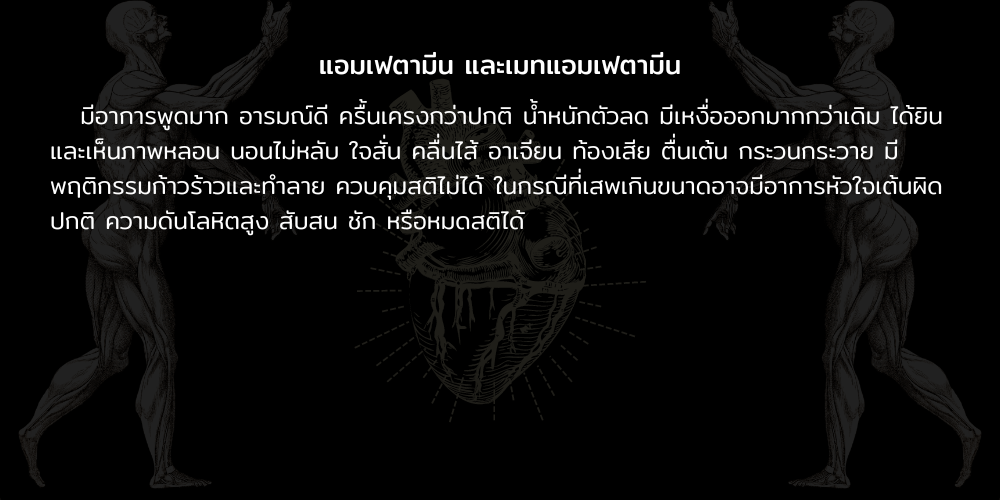 แอมเฟตามีน และเมทแอมเฟตามีน
มีอาการพูดมาก อารมณ์ดี ครื้นเครงกว่าปกติ น้ำหนักตัวลด มีเหงื่อออกมากกว่าเดิม ได้ยิน
และเห็นภาพหลอน นอนไม่หลับ ใจสั่น คลื่นไส้ อาเจียน ท้องเสีย ตื่นเต้น กระวนกระวาย มี
พฤติกรรมก้าวร้าวและทำลาย ควบคุมสติไม่ได้ ในกรณีที่เสพเกินขนาดอาจมีอาการหัวใจเต้นผิด
ปกติ ความดันโลหิตสูง สับสน ชัก หรือหมดสติได้